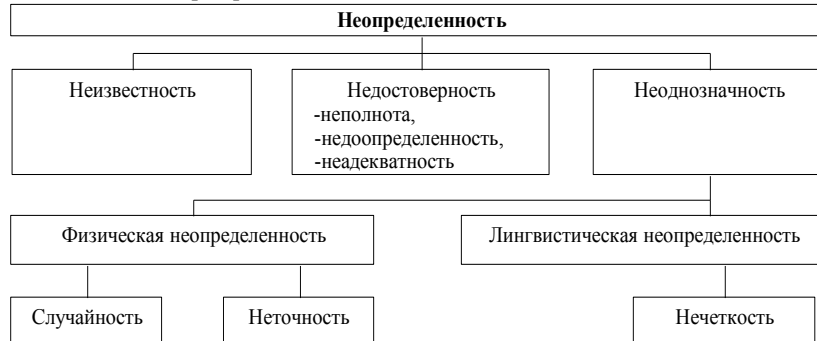 Неопределенность
Неизвестность
Недостоверность
-неполнота,
-недоопределенность,
-неадекватность
Неоднозначность
Физическая неопределенность
Лингвистическая неопределенность
Случайность
Неточность
Нечеткость